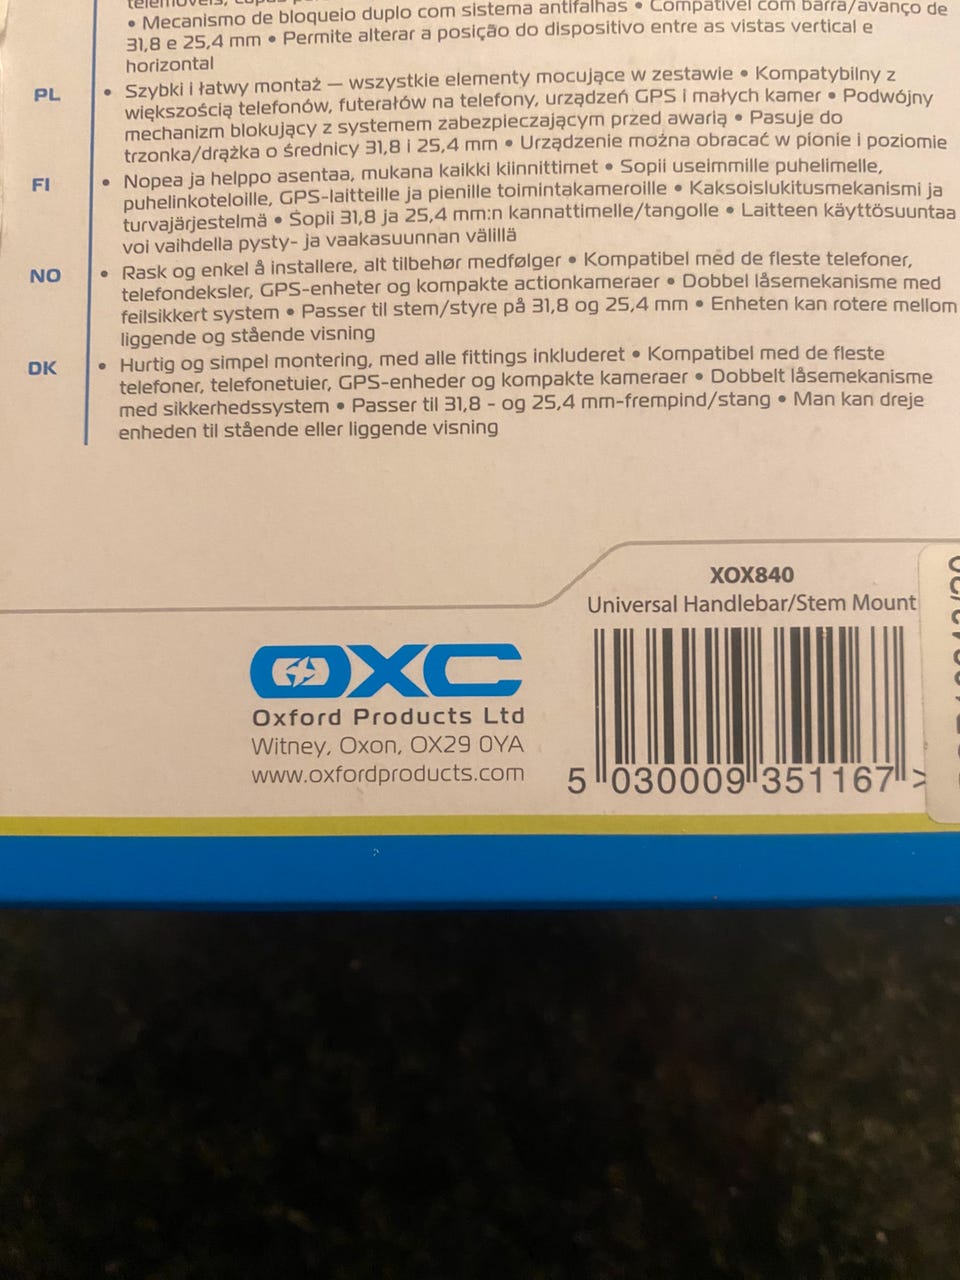 • Mecanismo de bloqueio duplo com sistema antifalhas • Compatível com barra/avanço de
31,8 e 25,4 mm • Permite alterar a posição do dispositivo entre as vistas vertical e
horizontal
PL • Szybki i łatwy montaż — wszystkie elementy mocujące w zestawie • Kompatybilny z
większością telefonów, futerałów na telefony, urządzeń GPS i małych kamer • Podwójny
mechanizm blokujący z systemem zabezpieczającym przed awarią • Pasuje do
trzonka/drążka o średnicy 31,8 i 25,4 mm • Urządzenie można obracać w pionie i poziomie
FI • Nopea ja helppo asentaa, mukana kaikki kiinnittimet • Sopii useimmille puhelimelle,
puhelinkoteloille, GPS-laitteille ja pienille toimintakameroille • Kaksoislukitusmekanismi ja
turvajärjestelmä • Sopii 31,8 ja 25,4 mm:n kannattimelle/tangolle • Laitteen käyttösuuntaa
voi vaihdella pysty- ja vaakasuunnan välillä
NO • Rask og enkel å installere, alt tilbehør medfølger • Kompatibel med de fleste telefoner,
telefondeksler, GPS-enheter og kompakte actionkameraer • Dobbel låsemekanisme med
feilsikkert system • Passer til stem/styre på 31,8 og 25,4 mm • Enheten kan rotere mellom
liggende og stående visning
DK • Hurtig og simpel montering, med alle fittings inkluderet • Kompatibel med de fleste
telefoner, telefonetuier, GPS-enheder og kompakte kameraer • Dobbelt låsemekanisme
med sikkerhedssystem • Passer til 31,8 - og 25,4 mm-frempind/stang • Man kan dreje
enheden til stående eller liggende visning
XOX840
Universal Handlebar/Stem Mount
OXC
Oxford Products Ltd
Witney, Oxon, OX29 0YA
www.oxfordproducts.com
5 030009 351167 >